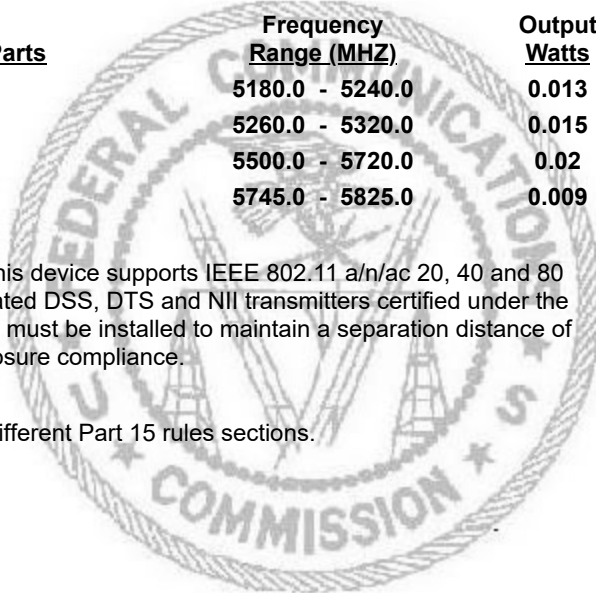 Frequency Output
Parts Range (MHZ) Watts
5180.0 - 5240.0 0.013
5260.0 - 5320.0 0.015
5500.0 - 5720.0 0.02
5745.0 - 5825.0 0.009
his device supports IEEE 802.11 a/n/ac 20, 40 and 80
ated DSS, DTS and NII transmitters certified under the
must be installed to maintain a separation distance of
osure compliance.
ifferent Part 15 rules sections.
FEDERAL COMMUNICATIONS
COMMISSION
U S